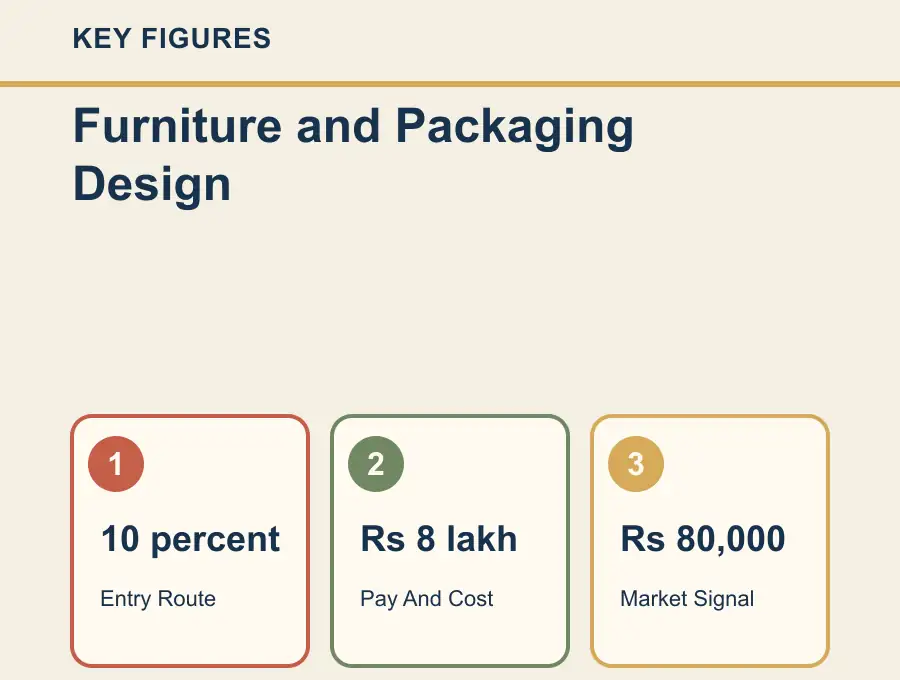 KEY FIGURES
Furniture and Packaging
Design
1
10 percent
Entry Route
2
Rs 8 lakh
Pay And Cost
3
Rs 80,000
Market Signal